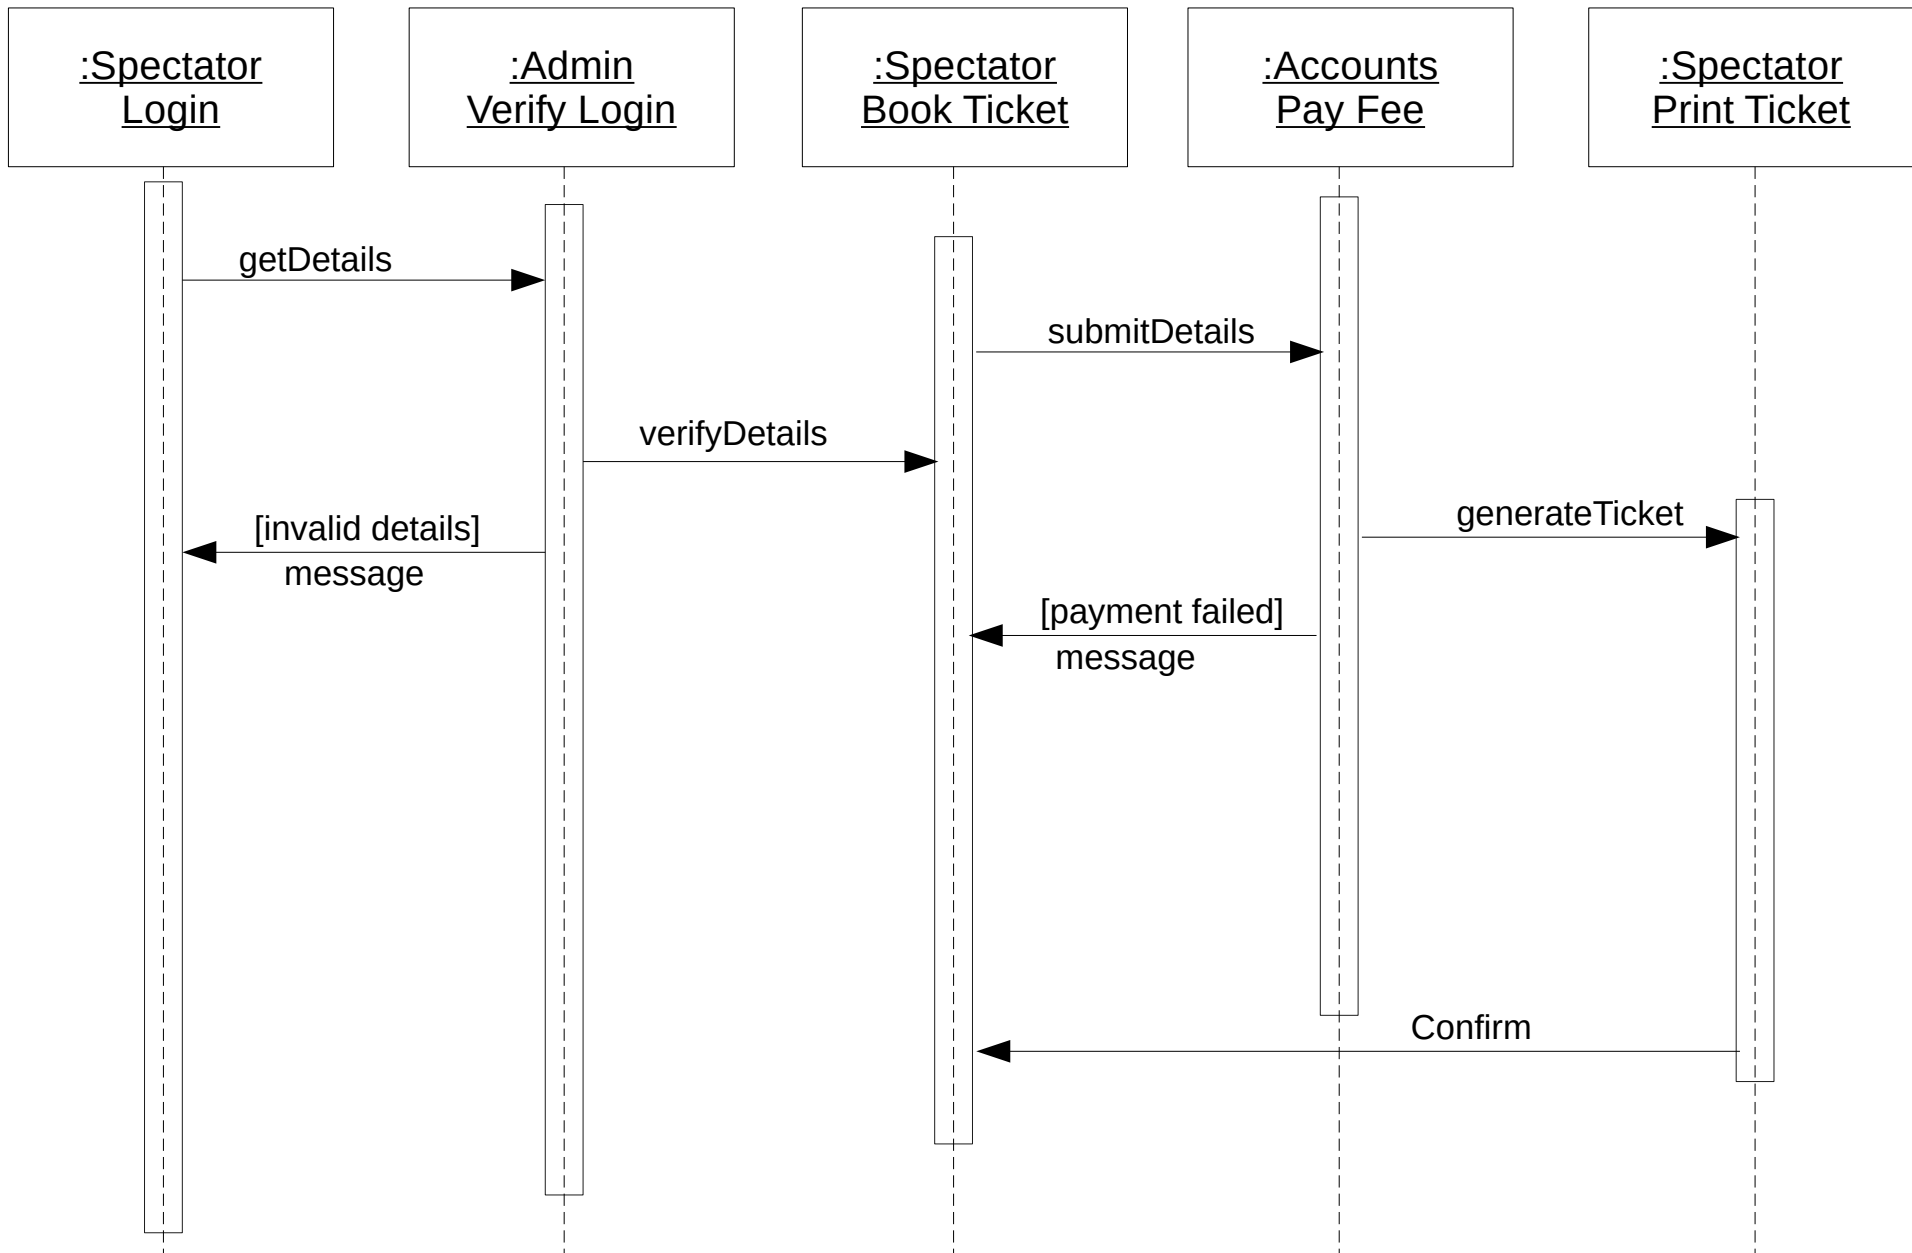 :Spectator
Login
:Admin
Verify Login
:Spectator
Book Ticket
:Accounts
Pay Fee
:Spectator
Print Ticket
getDetails
submitDetails
verifyDetails
[invalid details]
message
generateTicket
[payment failed]
message
Confirm